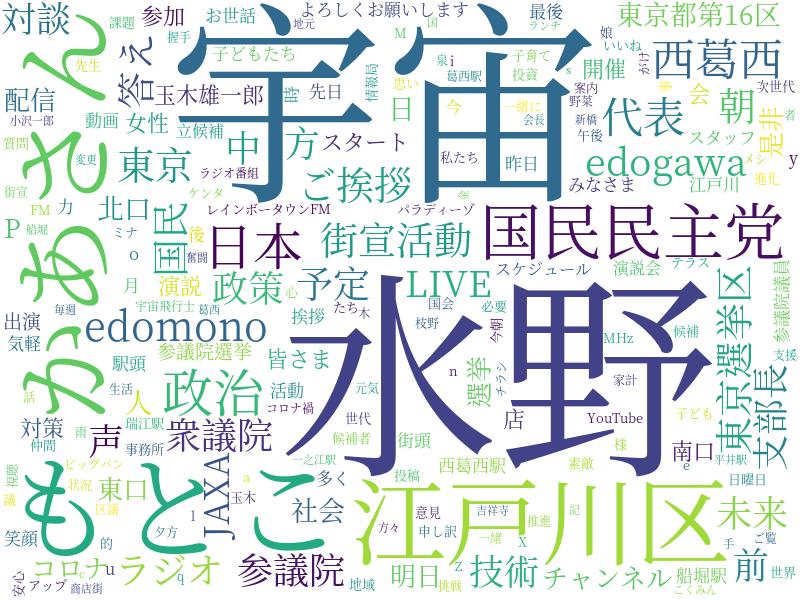 宇宙
水野
かあさん
もとこ
江戸川区
国民民主党
東京都第16区
西葛西
対談
参加
お世話
よろしくお願いします
最後
課題
先生
配信
答え
子どもたち
握手
地元
小沢一郎
玉木雄一郎
時
先日
情報局
質問
動画
女性
立候補
中
方
スタート
東京
ラジオ番組
私たち
昨日
変更
街宣
ケンタ
ご挨拶
FM
力
北口
国民
レインボータウンFM
パラディーゾ
船堀
P
ミナ
o
後
奮闘
日本
街宣活動
毎週
月
演説
政策
予定
LIVE
スケジュール
演説会
テラス
出演
edomono
宇宙飛行士
葛西
心
挨拶
たち
木
国会
枝野
必要
今朝
MHz
候補
気軽
駅頭
参議院選挙
皆さま
n
選挙
チラシ
家計
生活
政治
人
活動
元気
コロナ禍
話
対策
声
瑞江駅
世代
店
YouTube
子ども
仲間
雨
事務所
衆議院
候補者
街頭
様
南口
e
平井駅
視聴
ビッグバン
一之江駅
西葛西駅
素敵
日曜日
状況
東口
a
JAXA
玉木
多く
投稿
議
区議
l
社会
意見
吉祥寺
推進
記
未来
笑顔
夕方
方々
申し訳
一緒
X
手
ご覧
コロナ
的
u
ラジオ
参議院
明日
Z
技術
チャンネル
船堀駅
前
世界
安心
アップ
c
q
商店街
地域
挑戦
こくみん
東京選挙区
支部長
参議院議員
支援
edogawa
代表
朝
会
是非
スタッフ
開催
みなさま
江戸川
日
今
一緒に
会長
新橋
午後
野菜
案内
事
メシ
進化
y
者
次世代
娘
いいね
がけ
子育て
投資
思い
葛西駅
泉
i
s
M
国
ランチ